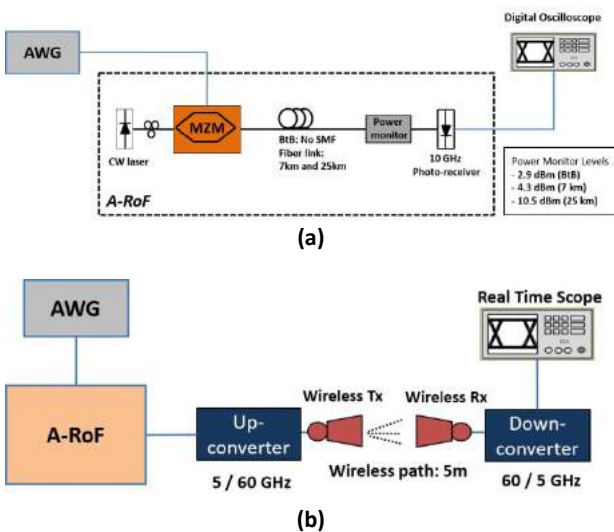 Digital Oscilloscope
AWG
MZM
Power
monitor
BtB: No SMF
Fiber link:
7km and 25km
CW laser
10 GHz
Photo-receiver
A-RoF
Power Monitor Levels
- 2.9 dBm (BtB)
- 4.3 dBm (7 km)
- 10.5 dBm (25 km)
(a)
Real Time Scope
AWG
Wireless Tx
Wireless Rx
A-RoF
Up-
converter
Down-
converter
Wireless path: 5m
5 / 60 GHz
60 / 5 GHz
(b)